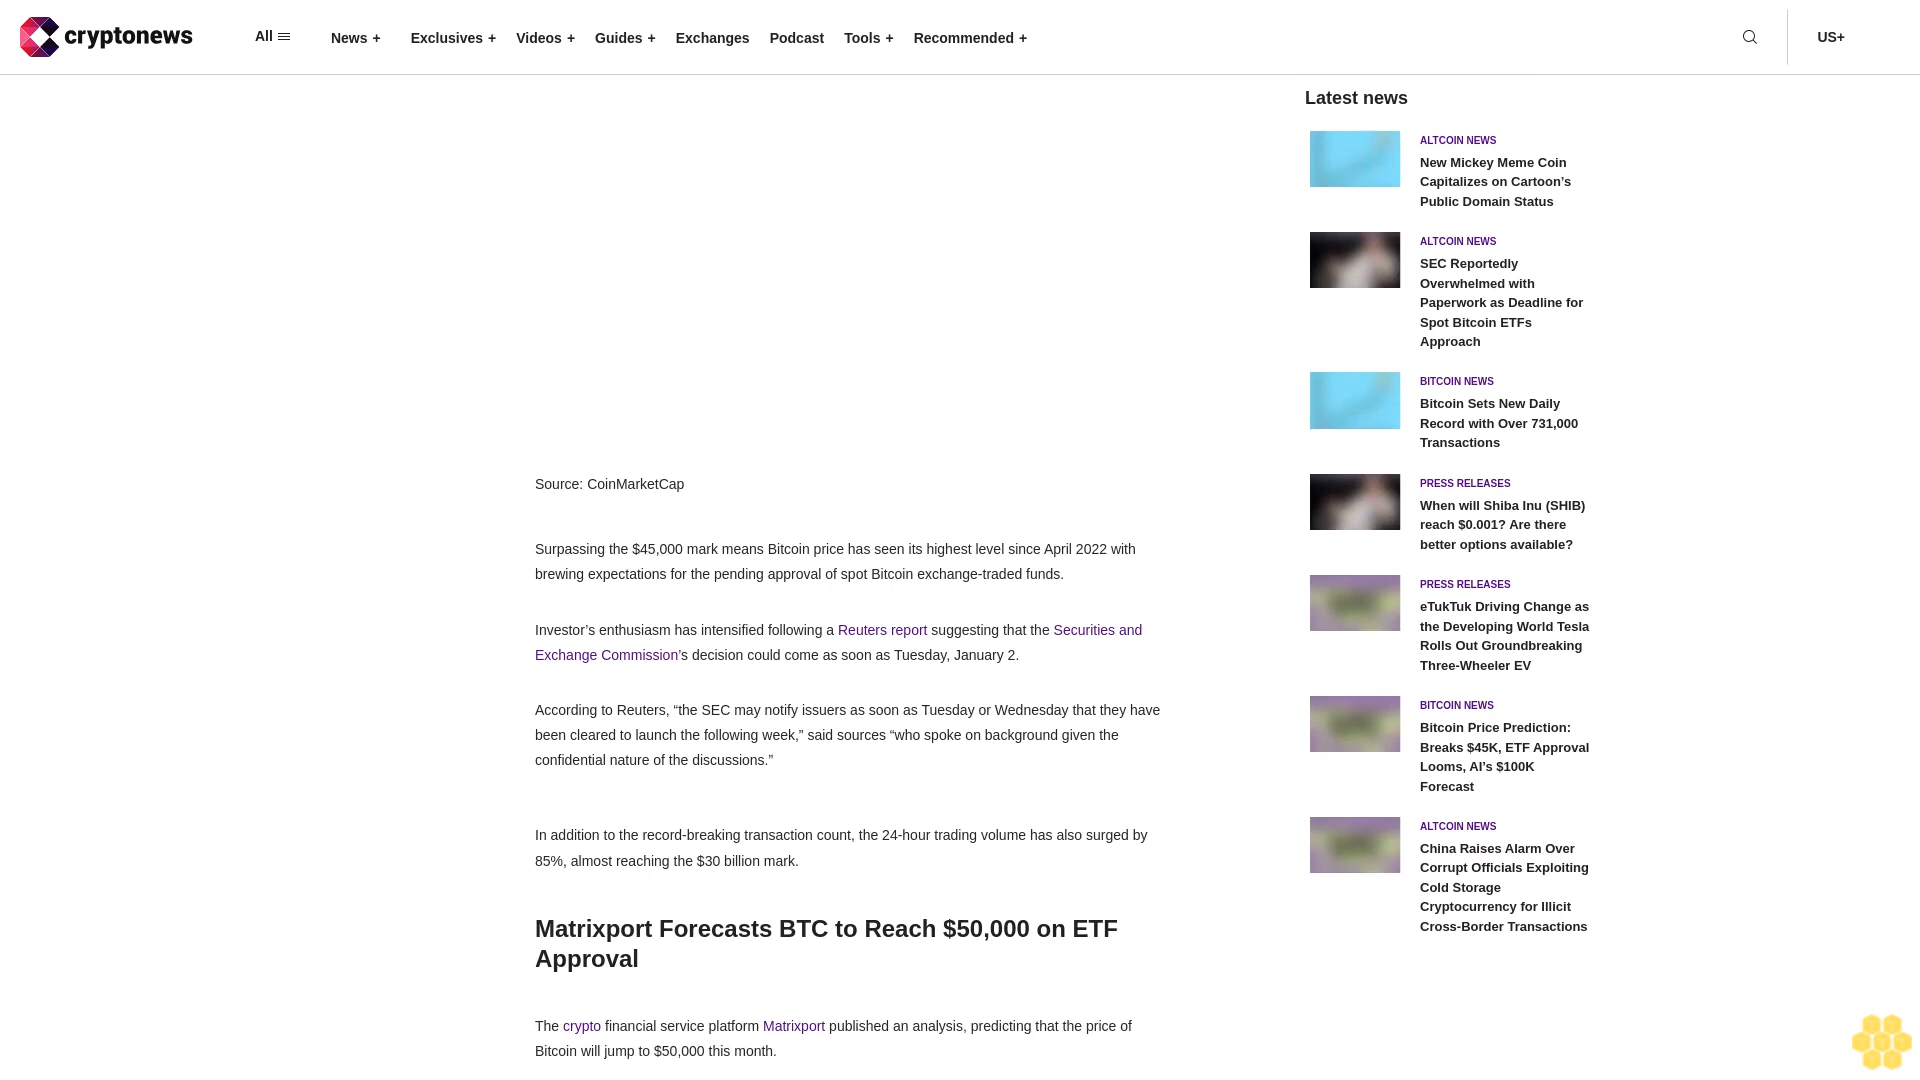 cryptonews
All
News +
Exclusives +
Videos +
Guides +
Exchanges
Podcast
Tools +
Recommended +
US+
Source: CoinMarketCap
Surpassing the $45,000 mark means Bitcoin price has seen its highest level since April 2022 with
brewing expectations for the pending approval of spot Bitcoin exchange-traded funds.
Investor’s enthusiasm has intensified following a Reuters report suggesting that the Securities and
Exchange Commission’s decision could come as soon as Tuesday, January 2.
According to Reuters, “the SEC may notify issuers as soon as Tuesday or Wednesday that they have
been cleared to launch the following week,” said sources “who spoke on background given the
confidential nature of the discussions.”
In addition to the record-breaking transaction count, the 24-hour trading volume has also surged by
85%, almost reaching the $30 billion mark.
Matrixport Forecasts BTC to Reach $50,000 on ETF
Approval
The crypto financial service platform Matrixport published an analysis, predicting that the price of
Bitcoin will jump to $50,000 this month.
Latest news
ALTCOIN NEWS
New Mickey Meme Coin
Capitalizes on Cartoon’s
Public Domain Status
ALTCOIN NEWS
SEC Reportedly
Overwhelmed with
Paperwork as Deadline for
Spot Bitcoin ETFs
Approach
BITCOIN NEWS
Bitcoin Sets New Daily
Record with Over 731,000
Transactions
PRESS RELEASES
When will Shiba Inu (SHIB)
reach $0.001? Are there
better options available?
PRESS RELEASES
eTukTuk Driving Change as
the Developing World Tesla
Rolls Out Groundbreaking
Three-Wheeler EV
BITCOIN NEWS
Bitcoin Price Prediction:
Breaks $45K, ETF Approval
Looms, AI’s $100K
Forecast
ALTCOIN NEWS
China Raises Alarm Over
Corrupt Officials Exploiting
Cold Storage
Cryptocurrency for Illicit
Cross-Border Transactions